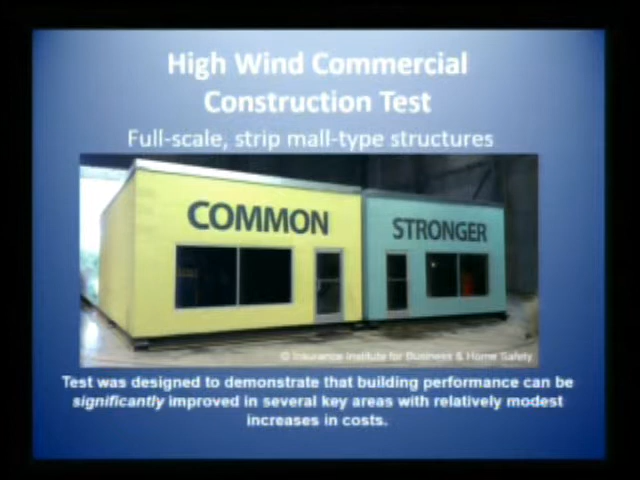 High Wind Commercial
Construction Test
Full-scale, strip mall-type structures
COMMON
STRONGER
© Insurance Institute for Business & Home Safety
Test was designed to demonstrate that building performance can be
significantly improved in several key areas with relatively modest
increases in costs.